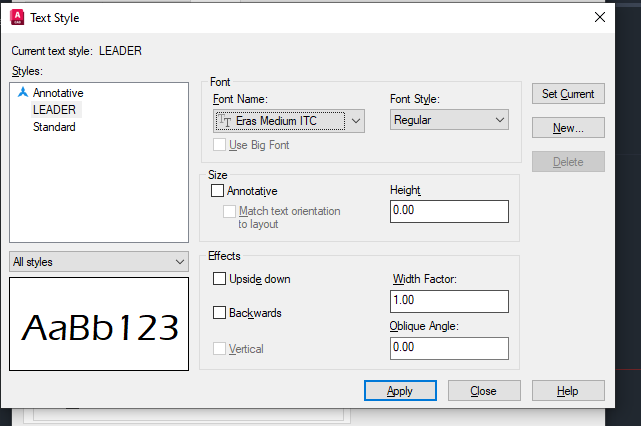 A CAD Text Style
Current text style: LEADER
Styles:
Annotative
LEADER
Standard
All styles
AaBb123
Font
Font Name:
Eras Medium ITC
Use Big Font
Font Style:
Regular
Size
Annotative
Match text orientation
to layout
Height
0.00
Effects
Upside down
Backwards
Vertical
Width Factor:
1.00
Oblique Angle:
0.00
Set Current
New...
Delete
Apply Close Help